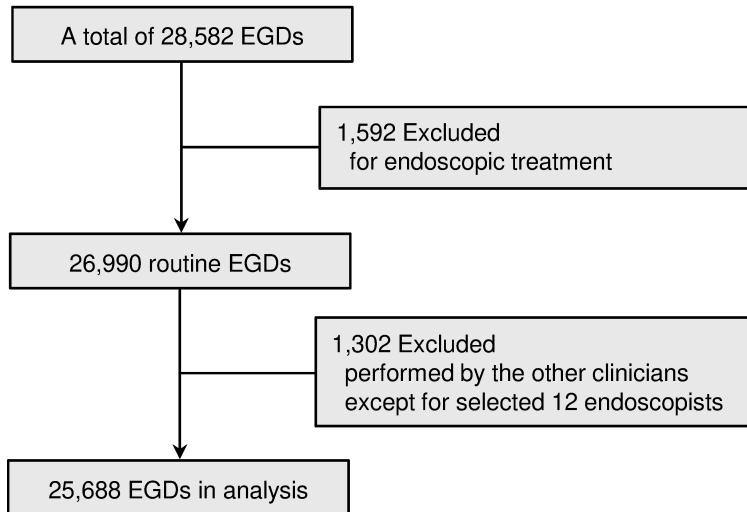 A total of 28,582 EGDs
1,592 Excluded
for endoscopic treatment
26,990 routine EGDs
1,302 Excluded
performed by the other clinicians
except for selected 12 endoscopists
25,688 EGDs in analysis